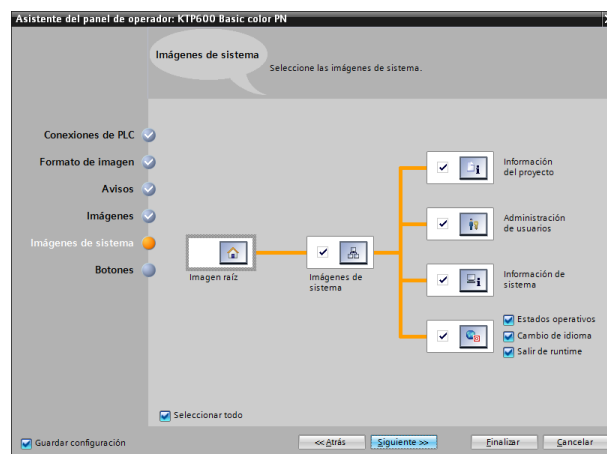 Asistente del panel de operador: KTP600 Basic color PN
Imágenes de sistema
Seleccione las imágenes de sistema.
Conexiones de PLC
Formato de imagen
Avisos
Imágenes
Imágenes de sistema
Botones
Imagen raíz
Imágenes de
sistema
Información
del proyecto
Administración
de usuarios
Información de
sistema
Estados operativos
Cambio de idioma
Salir de runtime
Seleccionar todo
Guardar configuración
<< Atrás
Siguiente >>
Finalizar
Cancelar